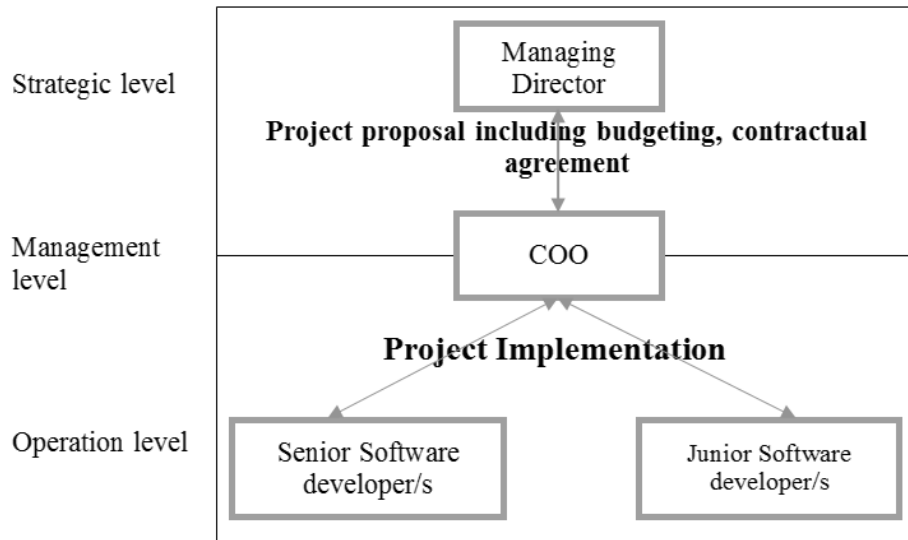 Strategic level
Managing
Director
Project proposal including budgeting, contractual
agreement
Management
level
COO
Project Implementation
Operation level
Senior Software
developer/s
Junior Software
developer/s